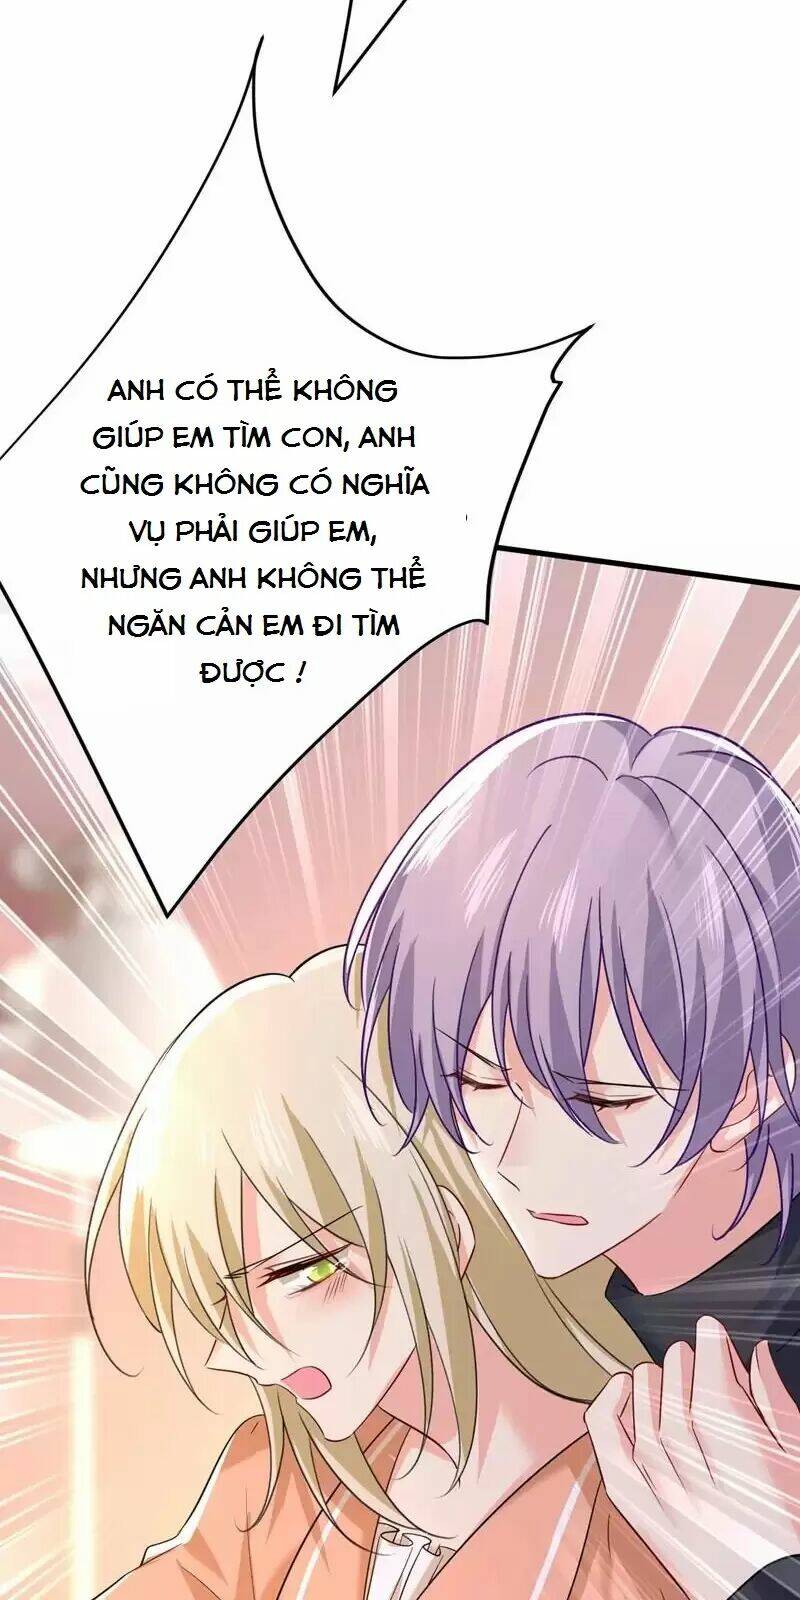 ANH CÓ THỂ KHÔNG
GIÚP EM TÌM CON, ANH
CŨNG KHÔNG CÓ NGHĨA
VỤ PHẢI GIÚP EM,
NHƯNG ANH KHÔNG THỂ
NGĂN CẢN EM ĐI TÌM
ĐƯỢC !